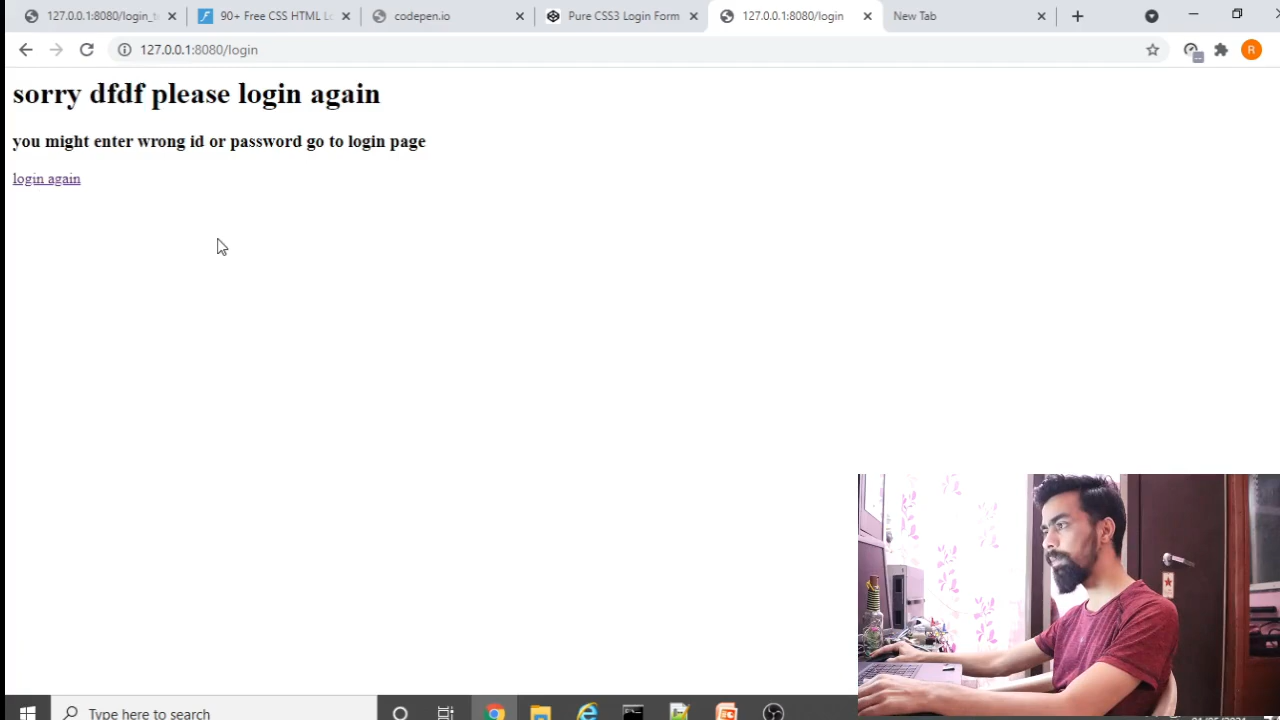 127.0.0.1:8080/login_t
90+ Free CSS HTML Lo
codepen.io
Pure CSS3 Login Form
127.0.0.1:8080/login
New Tab
127.0.0.1:8080/login
R
sorry dfdf please login again
you might enter wrong id or password go to login page
login again
Type here to search